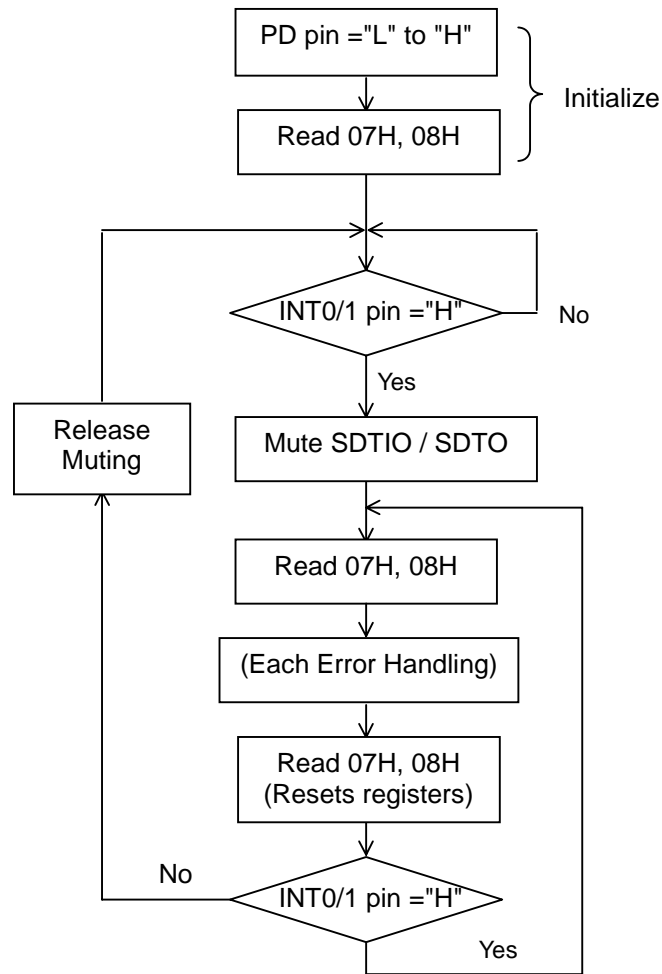 PD pin ="L" to "H"
Initialize
Read 07H, 08H
INT0/1 pin ="H"
No
Yes
Release
Muting
Mute SDTIO / SDTO
Read 07H, 08H
(Each Error Handling)
Read 07H, 08H
(Resets registers)
No
INT0/1 pin ="H"
Yes